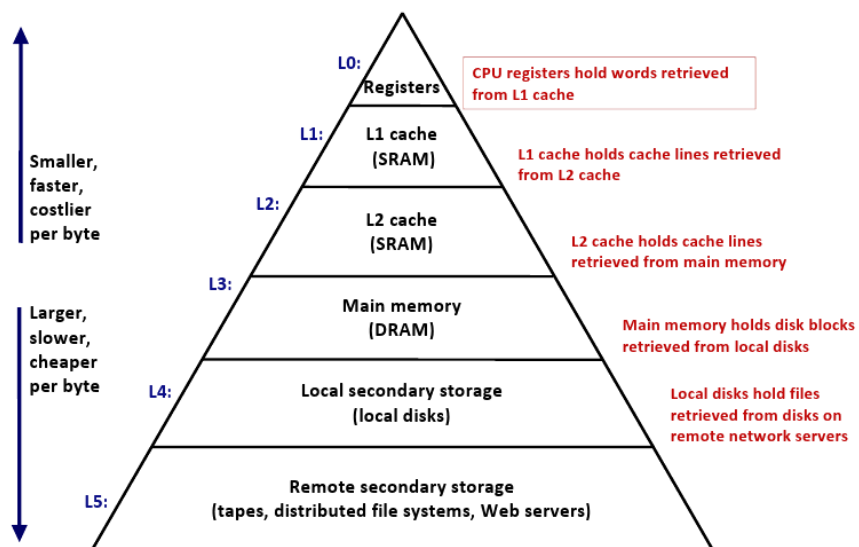 L0:
Registers
CPU registers hold words retrieved
from L1 cache
L1:
L1 cache
(SRAM)
L1 cache holds cache lines retrieved
from L2 cache
Smaller,
faster,
costlier
per byte
L2:
L2 cache
(SRAM)
L2 cache holds cache lines
retrieved from main memory
L3:
Main memory
(DRAM)
Main memory holds disk blocks
retrieved from local disks
Larger,
slower,
cheaper
per byte
L4:
Local secondary storage
(local disks)
Local disks hold files
retrieved from disks on
remote network servers
L5:
Remote secondary storage
(tapes, distributed file systems, Web servers)